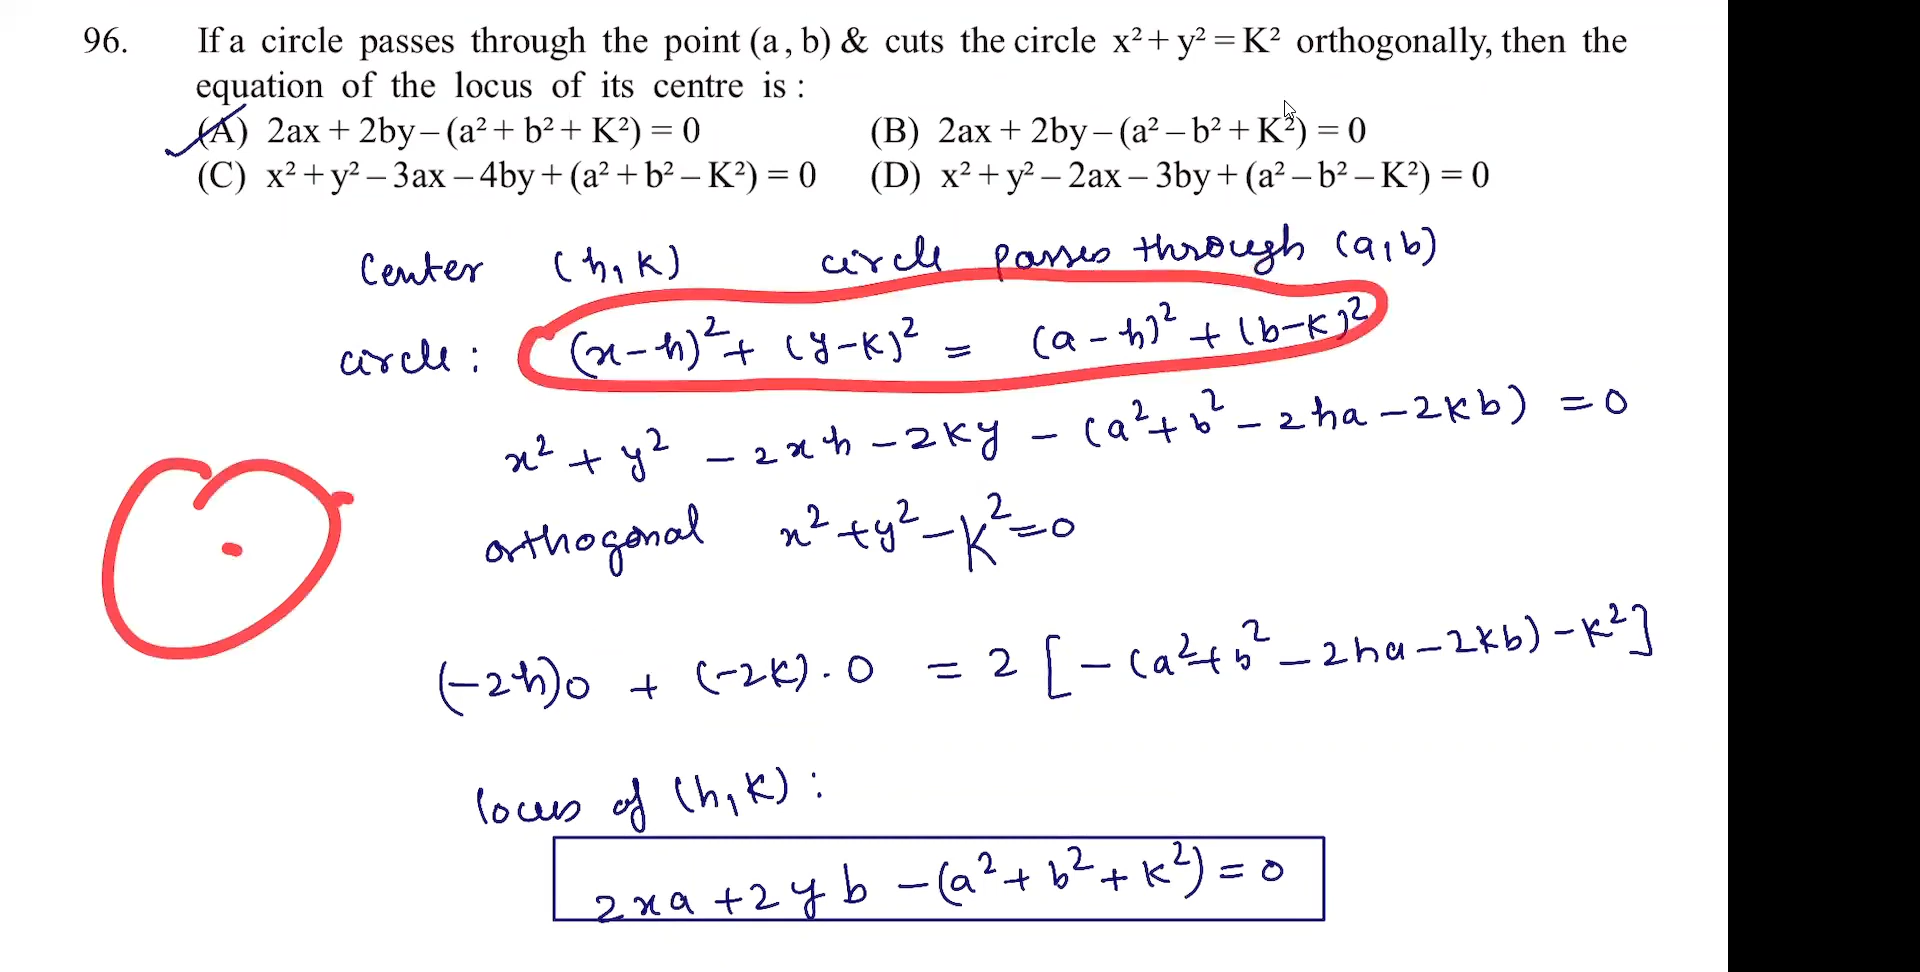 96. If a circle passes through the point (a, b) & cuts the circle x² + y² = K² orthogonally, then the
equation of the locus of its centre is :
(A) 2ax + 2by – (a² + b² + K²) = 0 (B) 2ax + 2by – (a² – b² + K²) = 0
(C) x² + y² – 3ax – 4by + (a² + b² – K²) = 0 (D) x² + y² – 2ax – 3by + (a² – b² – K²) = 0
Center (h, k) circle passes through (a, b)
circle : (x-h)² + (y-k)² = (a-h)² + (b-k)²
x² + y² - 2xh - 2ky - (a² + b² - 2ha - 2kb) = 0
orthogonal x² + y² - K² = 0
(-2h)0 + (-2k).0 = 2 [ - (a² + b² - 2ha - 2kb) - K² ]
locus of (h, k) :
2xa + 2yb - (a² + b² + k²) = 0